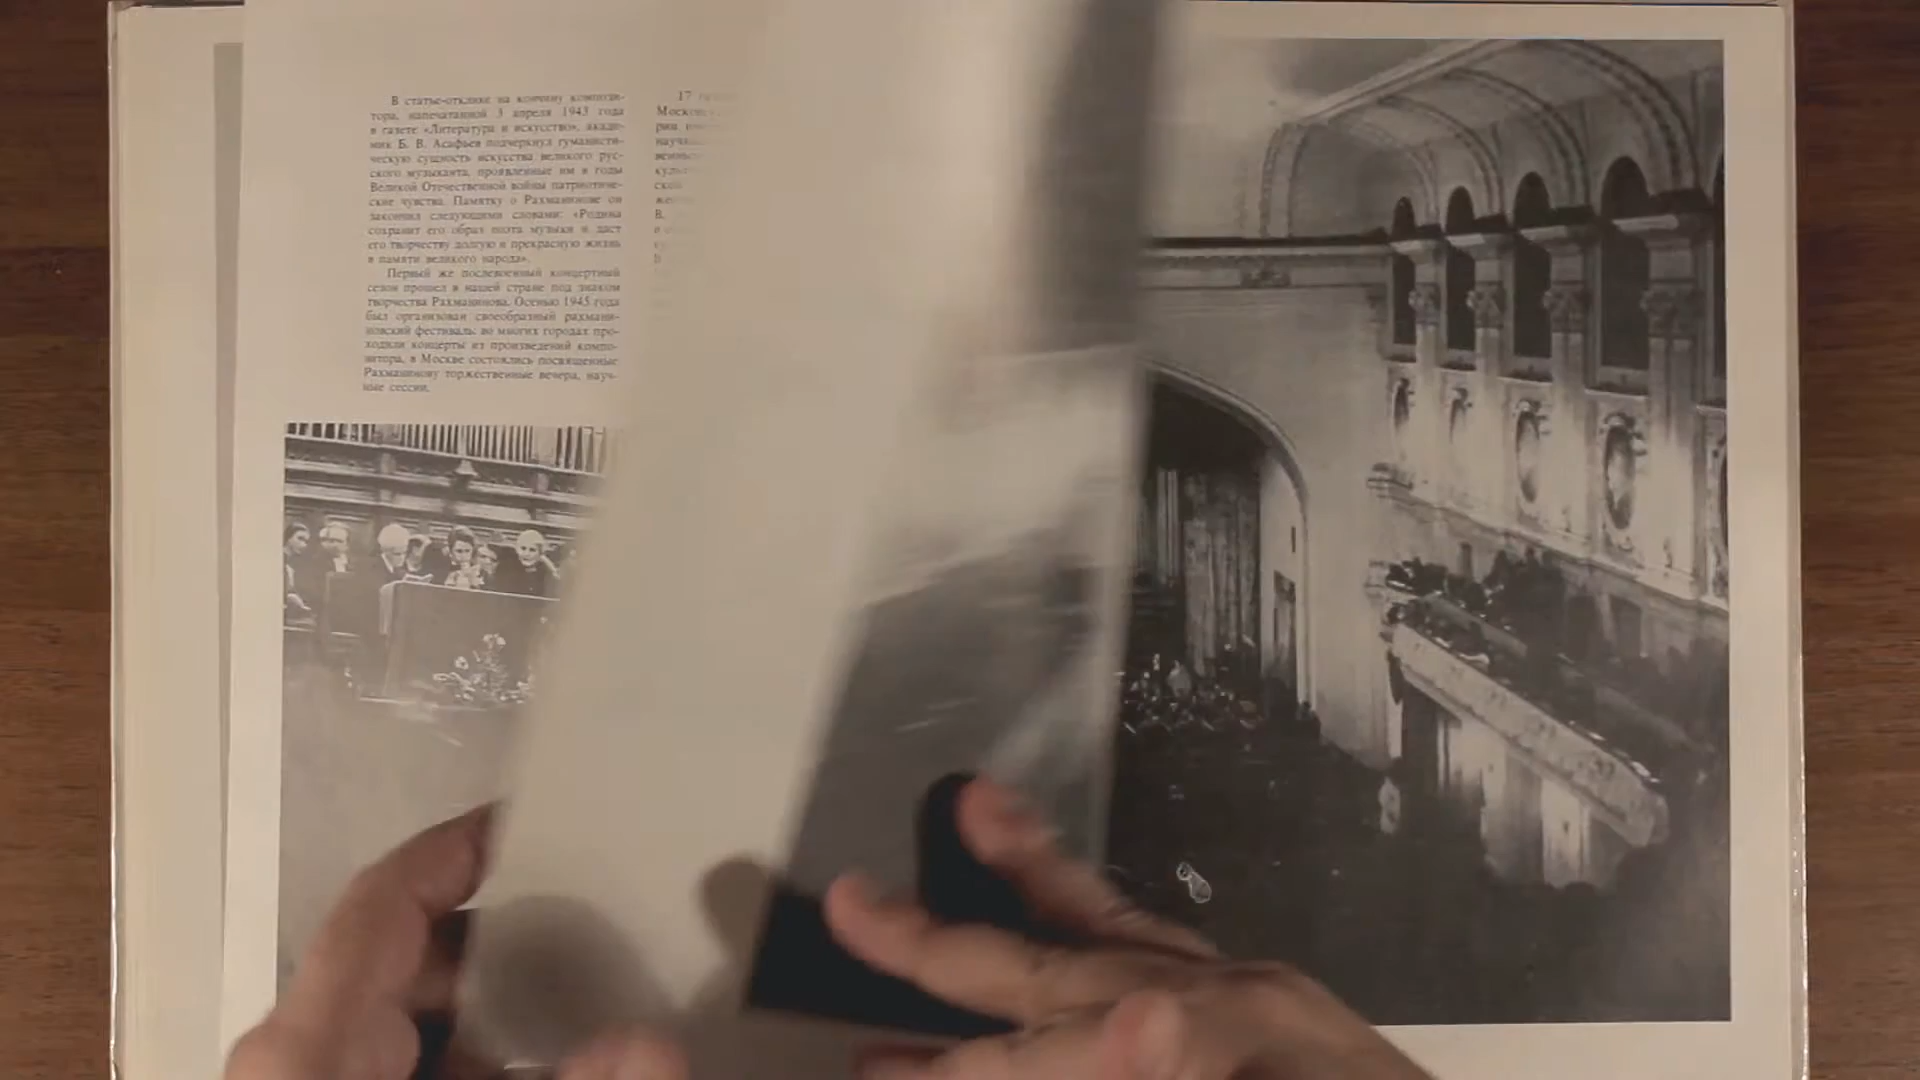 В статье-отклике на кончину компози-
тора, напечатанной 3 апреля 1943 года
в газете «Литература и искусство», акаде-
мик Б. В. Асафьев подчеркнул гуманисти-
ческую сущность искусства великого рус-
ского музыканта, проявленные им в годы
Великой Отечественной войны патриотиче-
ские чувства. Памятку о Рахманинове он
закончил следующими словами: «Родина
сохранит его образ поэта музыки и даст
его творчеству долгую и прекрасную жизнь
в памяти великого народа».
Первый же послевоенный концертный
сезон прошел в нашей стране под знаком
творчества Рахманинова. Осенью 1945 года
был организован своеобразный рахмани-
новский фестиваль: во многих городах про-
ходили концерты из произведений компо-
зитора, в Москве состоялись посвященные
Рахманинову торжественные вечера, науч-
ные сессии.
17